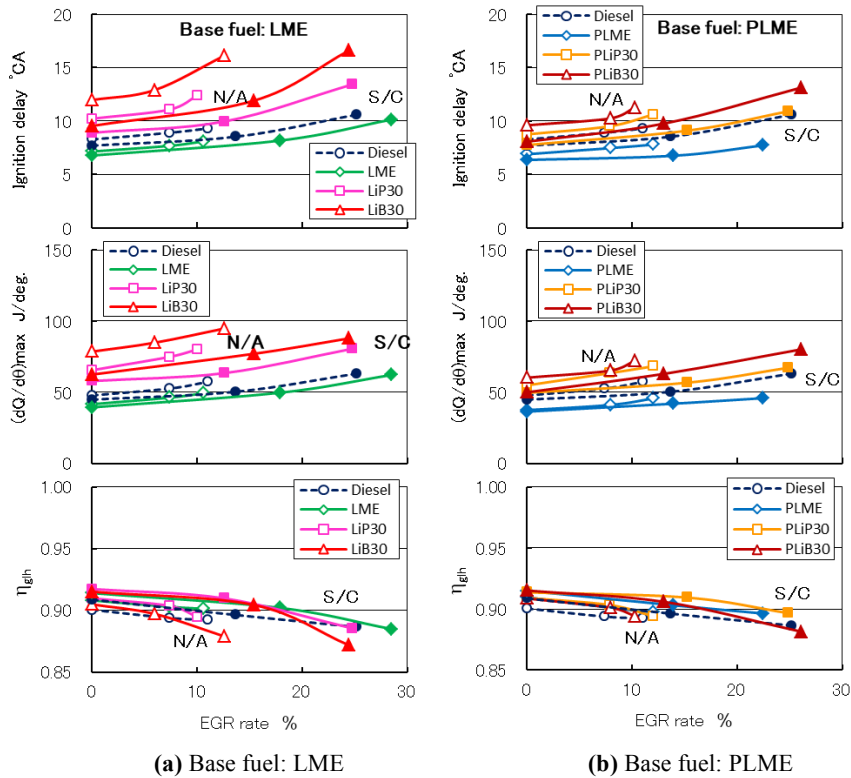 Base fuel: LME
Ignition delay °CA
20
15
10
5
0
N/A
S/C
Diesel
LME
LiP30
LiB30
(dQ/dθ)max J/deg.
150
100
50
0
Diesel
LME
LiP30
LiB30
N/A
S/C
ηglh
1.00
0.95
0.90
0.85
Diesel
LME
LiP30
LiB30
S/C
N/A
0 10 20 30
EGR rate %
(a) Base fuel: LME
Base fuel: PLME
Ignition delay °CA
20
15
10
5
0
Diesel
PLME
PLiP30
PLiB30
N/A
S/C
(dQ/dθ)max J/deg.
150
100
50
0
Diesel
PLME
PLiP30
PLiB30
N/A
S/C
ηglh
1.00
0.95
0.90
0.85
Diesel
PLME
PLiP30
PLiB30
S/C
N/A
0 10 20 30
EGR rate %
(b) Base fuel: PLME